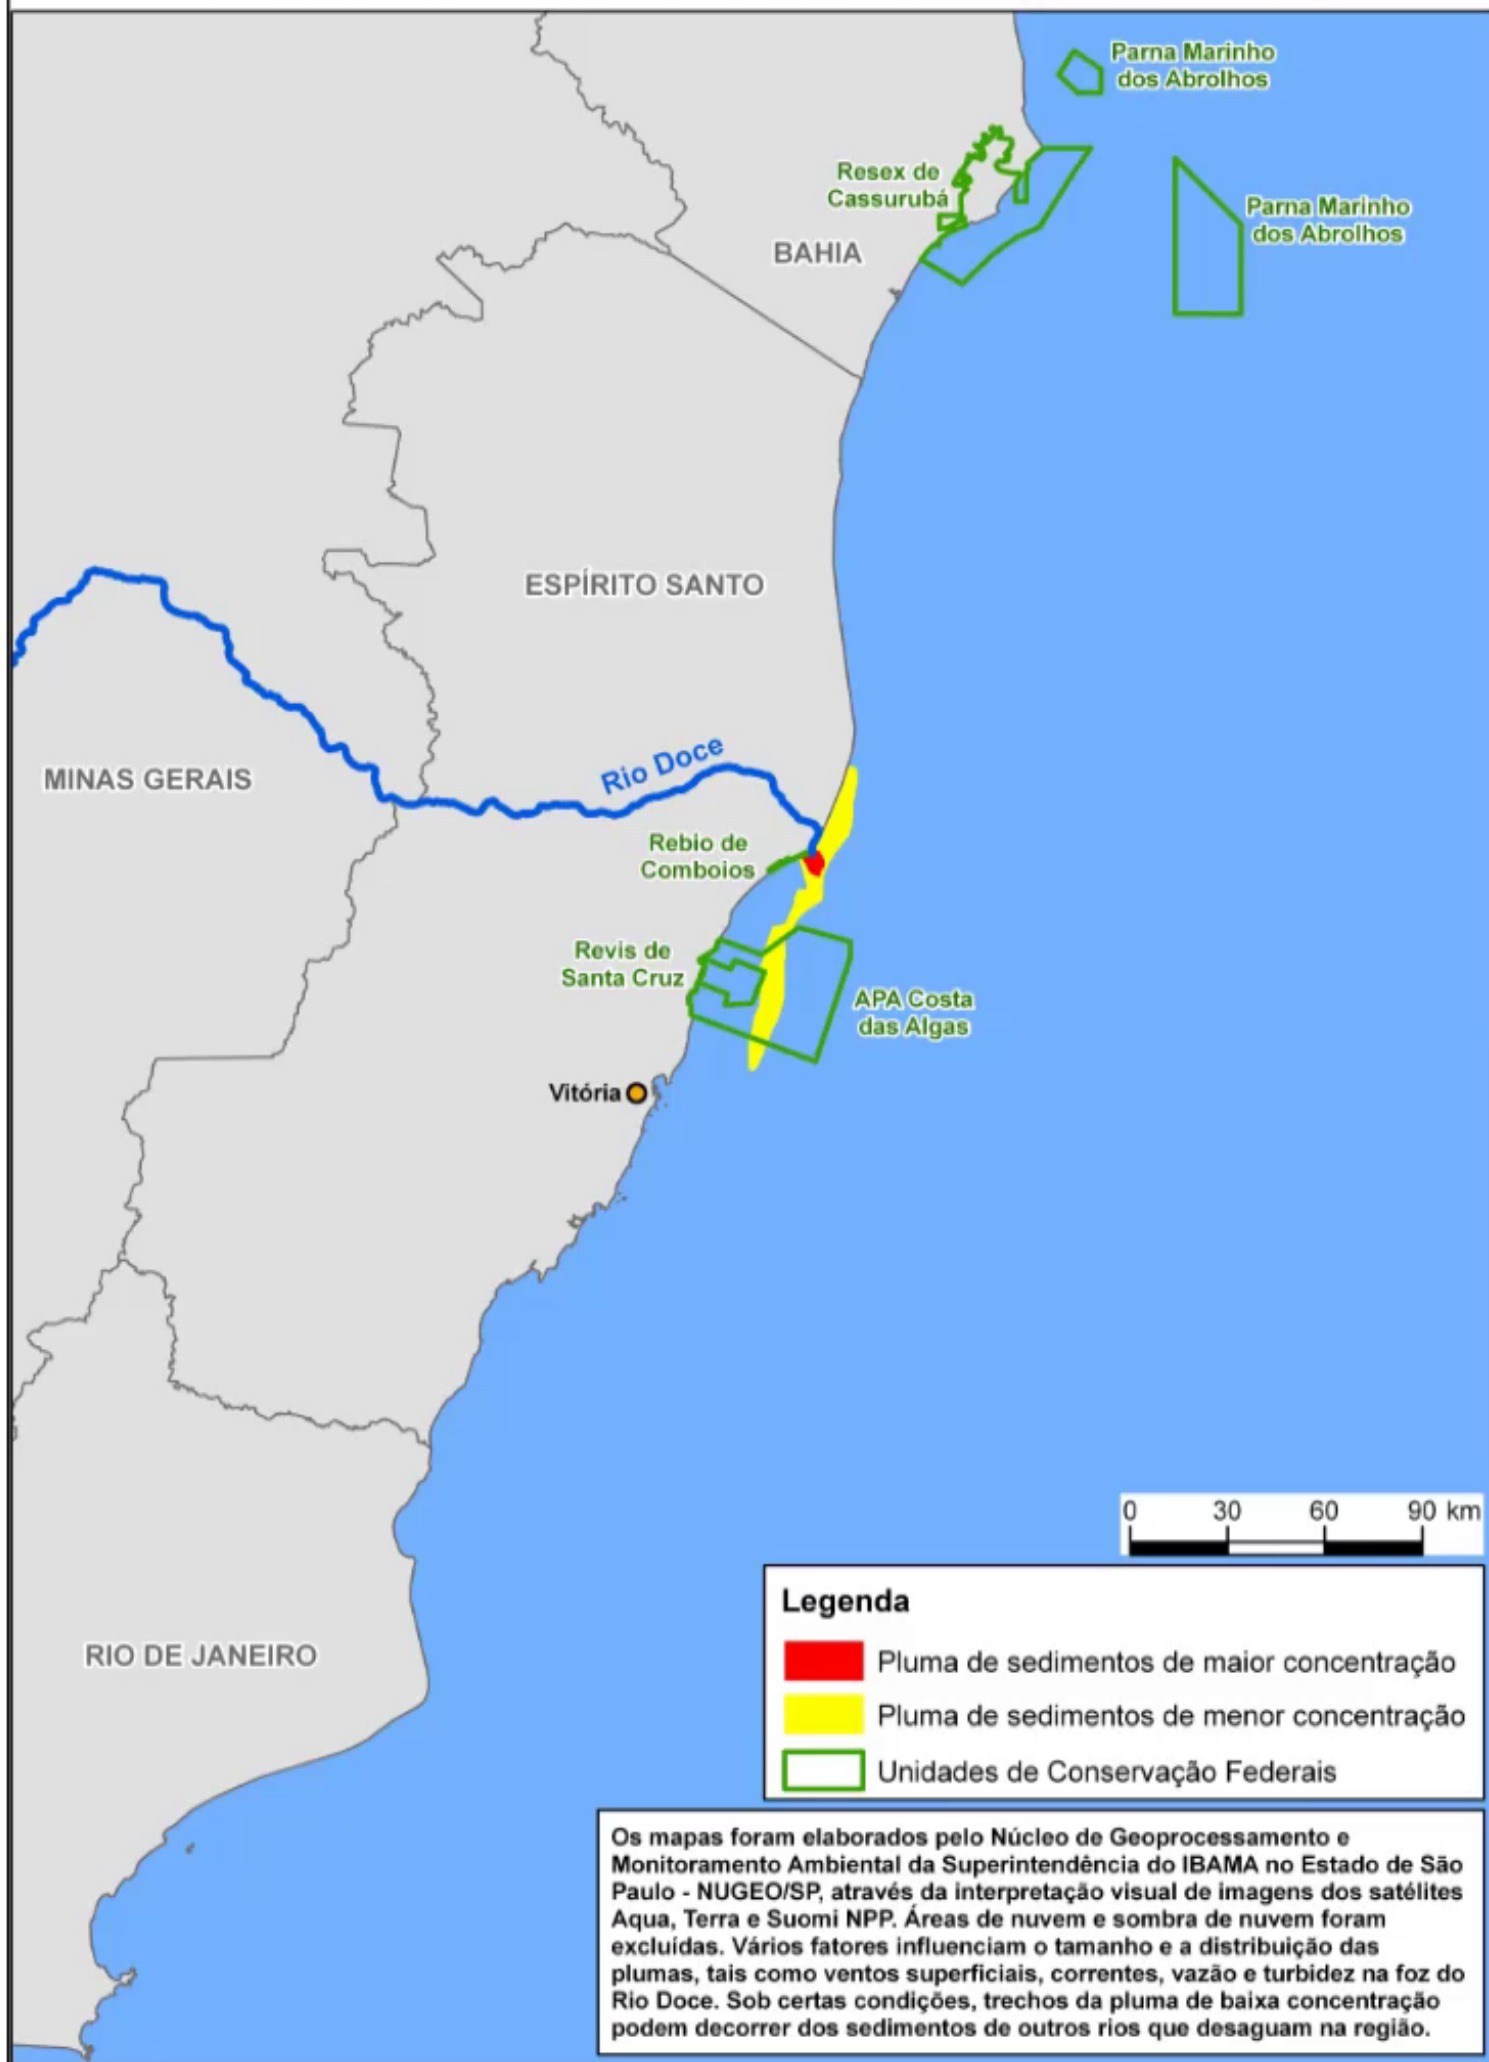 Parna Marinho
dos Abrolhos
Resex de
Cassurubá
Parna Marinho
dos Abrolhos
BAHIA
ESPÍRITO SANTO
MINAS GERAIS
Rio Doce
Rebio de
Comboios
Revis de
Santa Cruz
APA Costa
das Algas
Vitória
RIO DE JANEIRO
0 30 60 90 km
Legenda
Pluma de sedimentos de maior concentração
Pluma de sedimentos de menor concentração
Unidades de Conservação Federais
Os mapas foram elaborados pelo Núcleo de Geoprocessamento e
Monitoramento Ambiental da Superintendência do IBAMA no Estado de São
Paulo - NUGEO/SP, através da interpretação visual de imagens dos satélites
Aqua, Terra e Suomi NPP. Áreas de nuvem e sombra de nuvem foram
excluídas. Vários fatores influenciam o tamanho e a distribuição das
plumas, tais como ventos superficiais, correntes, vazão e turbidez na foz do
Rio Doce. Sob certas condições, trechos da pluma de baixa concentração
podem decorrer dos sedimentos de outros rios que desaguam na região.